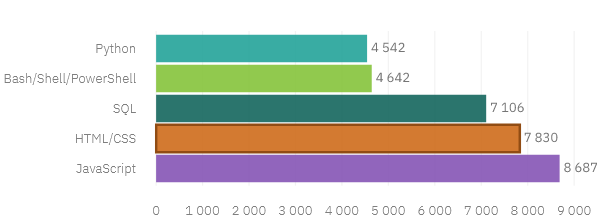 Python 4 542
Bash/Shell/PowerShell 4 642
SQL 7 106
HTML/CSS 7 830
JavaScript 8 687
0 1 000 2 000 3 000 4 000 5 000 6 000 7 000 8 000 9 000